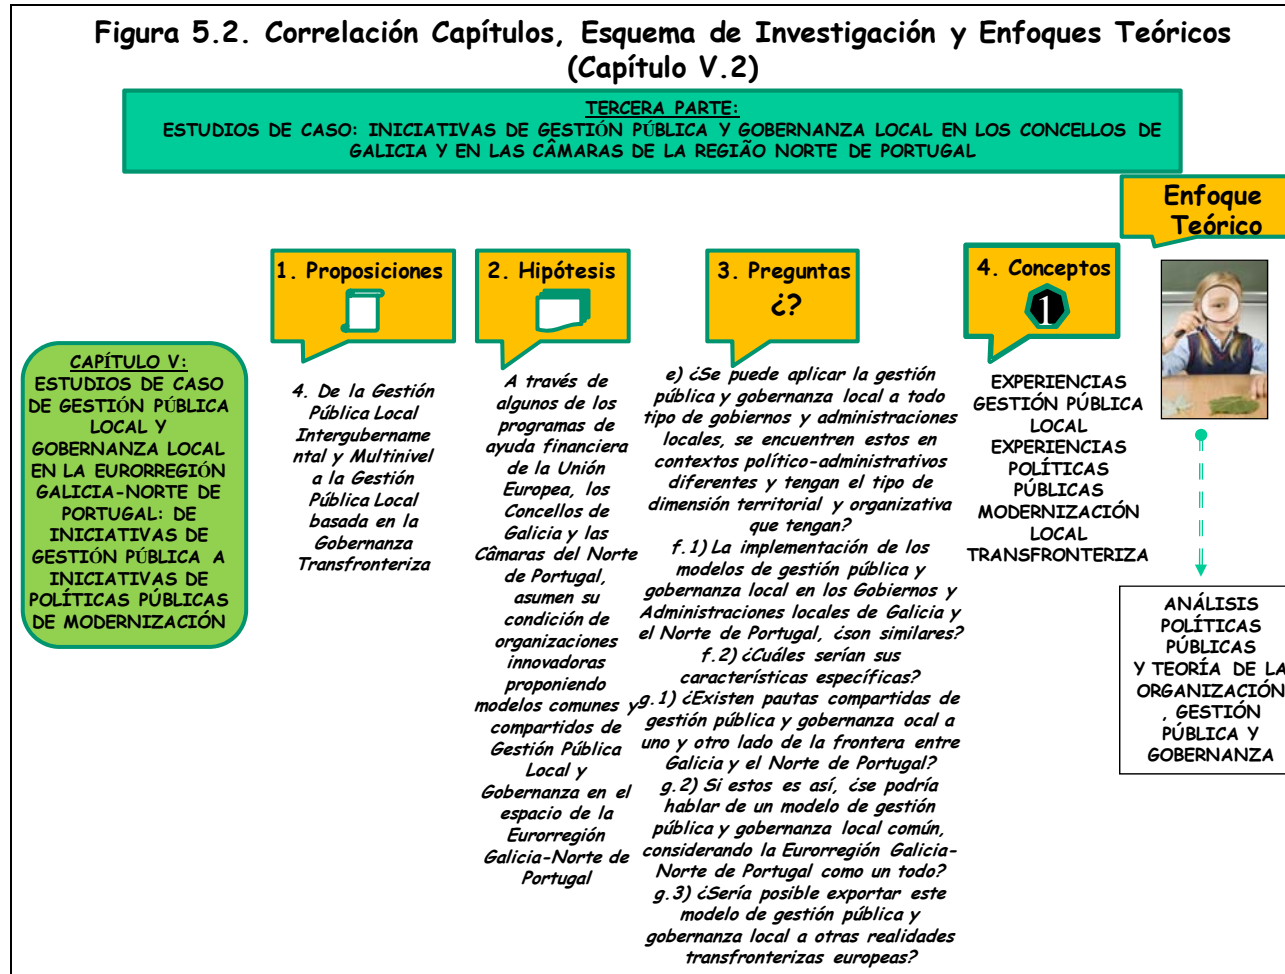 Figura 5.2. Correlación Capítulos, Esquema de Investigación y Enfoques Teóricos
(Capítulo V.2)
TERCERA PARTE:
ESTUDIOS DE CASO: INICIATIVAS DE GESTIÓN PÚBLICA Y GOBERNANZA LOCAL EN LOS CONCELLOS DE
GALICIA Y EN LAS CÂMARAS DE LA REGIÃO NORTE DE PORTUGAL
Enfoque
Teórico
CAPÍTULO V:
ESTUDIOS DE CASO
DE GESTIÓN PÚBLICA
LOCAL Y
GOBERNANZA LOCAL
EN LA EURORREGIÓN
GALICIA-NORTE DE
PORTUGAL: DE
INICIATIVAS DE
GESTIÓN PÚBLICA A
INICIATIVAS DE
POLÍTICAS PÚBLICAS
DE MODERNIZACIÓN
1. Proposiciones
4. De la Gestión
Pública Local
Intergubername
ntal y Multinivel
a la Gestión
Pública Local
basada en la
Gobernanza
Transfronteriza
2. Hipótesis
A través de
algunos de los
programas de
ayuda financiera
de la Unión
Europea, los
Concellos de
Galicia y las
Câmaras del Norte
de Portugal,
asumen su
condición de
organizaciones
innovadoras
proponiendo
modelos comunes y
compartidos de
Gestión Pública
Local y
Gobernanza en el
espacio de la
Eurorregión
Galicia-Norte de
Portugal
3. Preguntas
¿?
e) ¿Se puede aplicar la gestión
pública y gobernanza local a todo
tipo de gobiernos y administraciones
locales, se encuentren estos en
contextos político-administrativos
diferentes y tengan el tipo de
dimensión territorial y organizativa
que tengan?
f.1) La implementación de los
modelos de gestión pública y
gobernanza local en los Gobiernos y
Administraciones locales de Galicia y
el Norte de Portugal, ¿son similares?
f.2) ¿Cuáles serían sus
características específicas?
g.1) ¿Existen pautas compartidas de
gestión pública y gobernanza ocal a
uno y otro lado de la frontera entre
Galicia y el Norte de Portugal?
g.2) Si estos es así, ¿se podría
hablar de un modelo de gestión
pública y gobernanza local común,
considerando la Eurorregión Galicia-
Norte de Portugal como un todo?
g.3) ¿Sería posible exportar este
modelo de gestión pública y
gobernanza local a otras realidades
transfronterizas europeas?
4. Conceptos
1
EXPERIENCIAS
GESTIÓN PÚBLICA
LOCAL
EXPERIENCIAS
POLÍTICAS
PÚBLICAS
MODERNIZACIÓN
LOCAL
TRANSFRONTERIZA
ANÁLISIS
POLÍTICAS
PÚBLICAS
Y TEORÍA DE LA
ORGANIZACIÓN
, GESTIÓN
PÚBLICA Y
GOBERNANZA